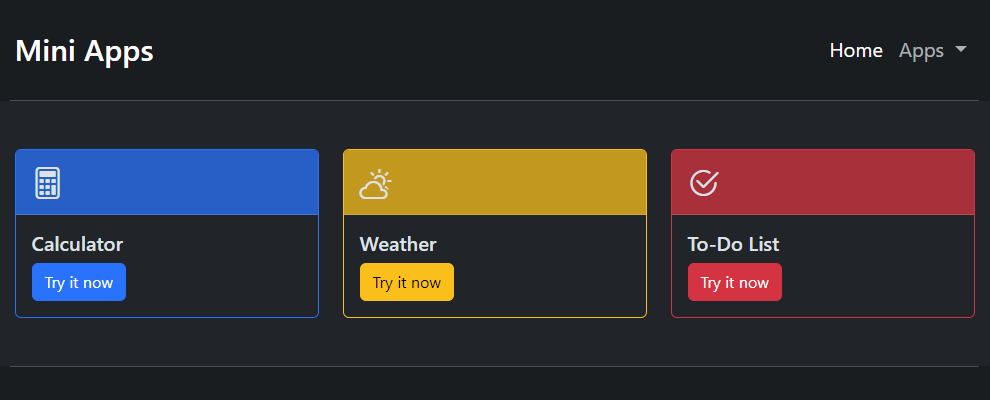 Mini Apps
Home Apps
Calculator
Try it now
Weather
Try it now
To-Do List
Try it now